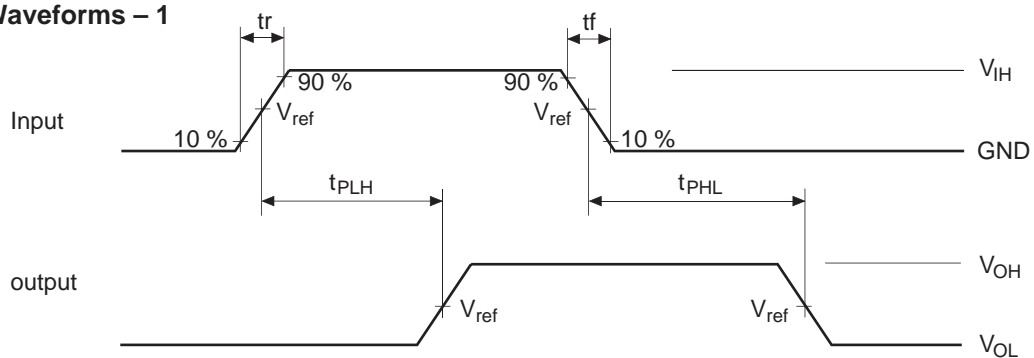 Waveforms – 1
tr
tf
90 %
90 %
VIH
Input
Vref
Vref
10 %
10 %
GND
tPLH
tPHL
VOH
output
Vref
Vref
VOL